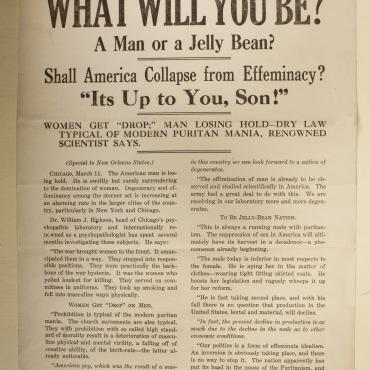 WHAT WILL YOU BE?
A Man or a Jelly Bean?
Shall America Collapse from Effeminacy?
"Its Up to You, Son!"
WOMEN GET "DROP;" MAN LOSING HOLD—DRY LAW
TYPICAL OF MODERN PURITAN MANIA, RENOWNED
SCIENTIST SAYS.
(Special to New Orleans States.)
CHICAGO, March 11. The American man is los-
ing hold. He is swiftly but surely surrendering
to the domination of woman. Degeneracy and ef-
feminancy among the stronger set is increasing at
an alarming rate in the larger cities of the coun-
try, particularly in New York and Chicago.
Dr. William J. Hickson, head of Chicago's psy-
chopathic laboratory and internationally re-
nowned as a psychopathologist has spent several
months investigating those subjects. He says:
"The war brought women to the front. It eman-
cipated them in a way. They stepped into respon-
sible positions. They were practically the back-
bone of the war hysteria. It was the women who
yelled loudest for killing. They served on com-
mittees in uniforms. They took up smoking and
fell into masculine ways physically.
WOMEN GET "DROP" ON MEN.
"Prohibition is typical of the modern puritan
mania. The church movements are also typical.
They with prohibition set so high stand-
ard of morality result is a deterioration of mascu-
line physical and mental virility, a falling off of
creative ability, of the birth-rate—the latter al-
ready noticeable.
"American pep, which was the result of a mas-
in this country we can look forward to a nation of
degenerates.
"The effemination of man is already to be ob-
served and studied scientifically in America. The
army had a great deal to do with this. We are
receiving in our laboratory more and more degen-
erates.
TO BE JELLY-BEAN NATION.
"This is always a running mate with puritan-
ism. The suppression of sex in America will ulti-
mately have its harvest in a decadence—a phe-
nomenon already beginning.
"The male today is inferior in most respects to
the female. He is aping her in the matter of
clothes—wearing tight fitting skirted coats. He
boosts her legislation and vaguely whoops it up
for her reform.
"He is fast taking second place, and with his
fall there is no question that production in the
United States, lental and material, will decline.
"In fact, the present decline in production is as
much due to the decline in the male as to other
economic conditions.
"Our politics is a form of effeminate idealism.
An inversion is obviously taking place, and there
is no way to stop it. The nation apparently has
put its head in the noose of the Puritanism, and